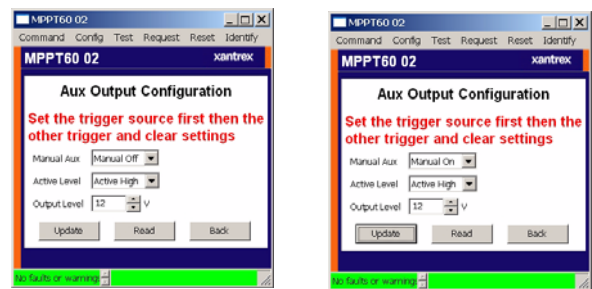 MPPT60 02
Command Config Test Request Reset Identify
MPPT60 02 xantrex
Aux Output Configuration
Set the trigger source first then the
other trigger and clear settings
Manual Aux Manual Off
Active Level Active High
Output Level 12 V
Update Read Back
No faults or warning
MPPT60 02
Command Config Test Request Reset Identify
MPPT60 02 xantrex
Aux Output Configuration
Set the trigger source first then the
other trigger and clear settings
Manual Aux Manual On
Active Level Active High
Output Level 12 V
Update Read Back
No faults or warning